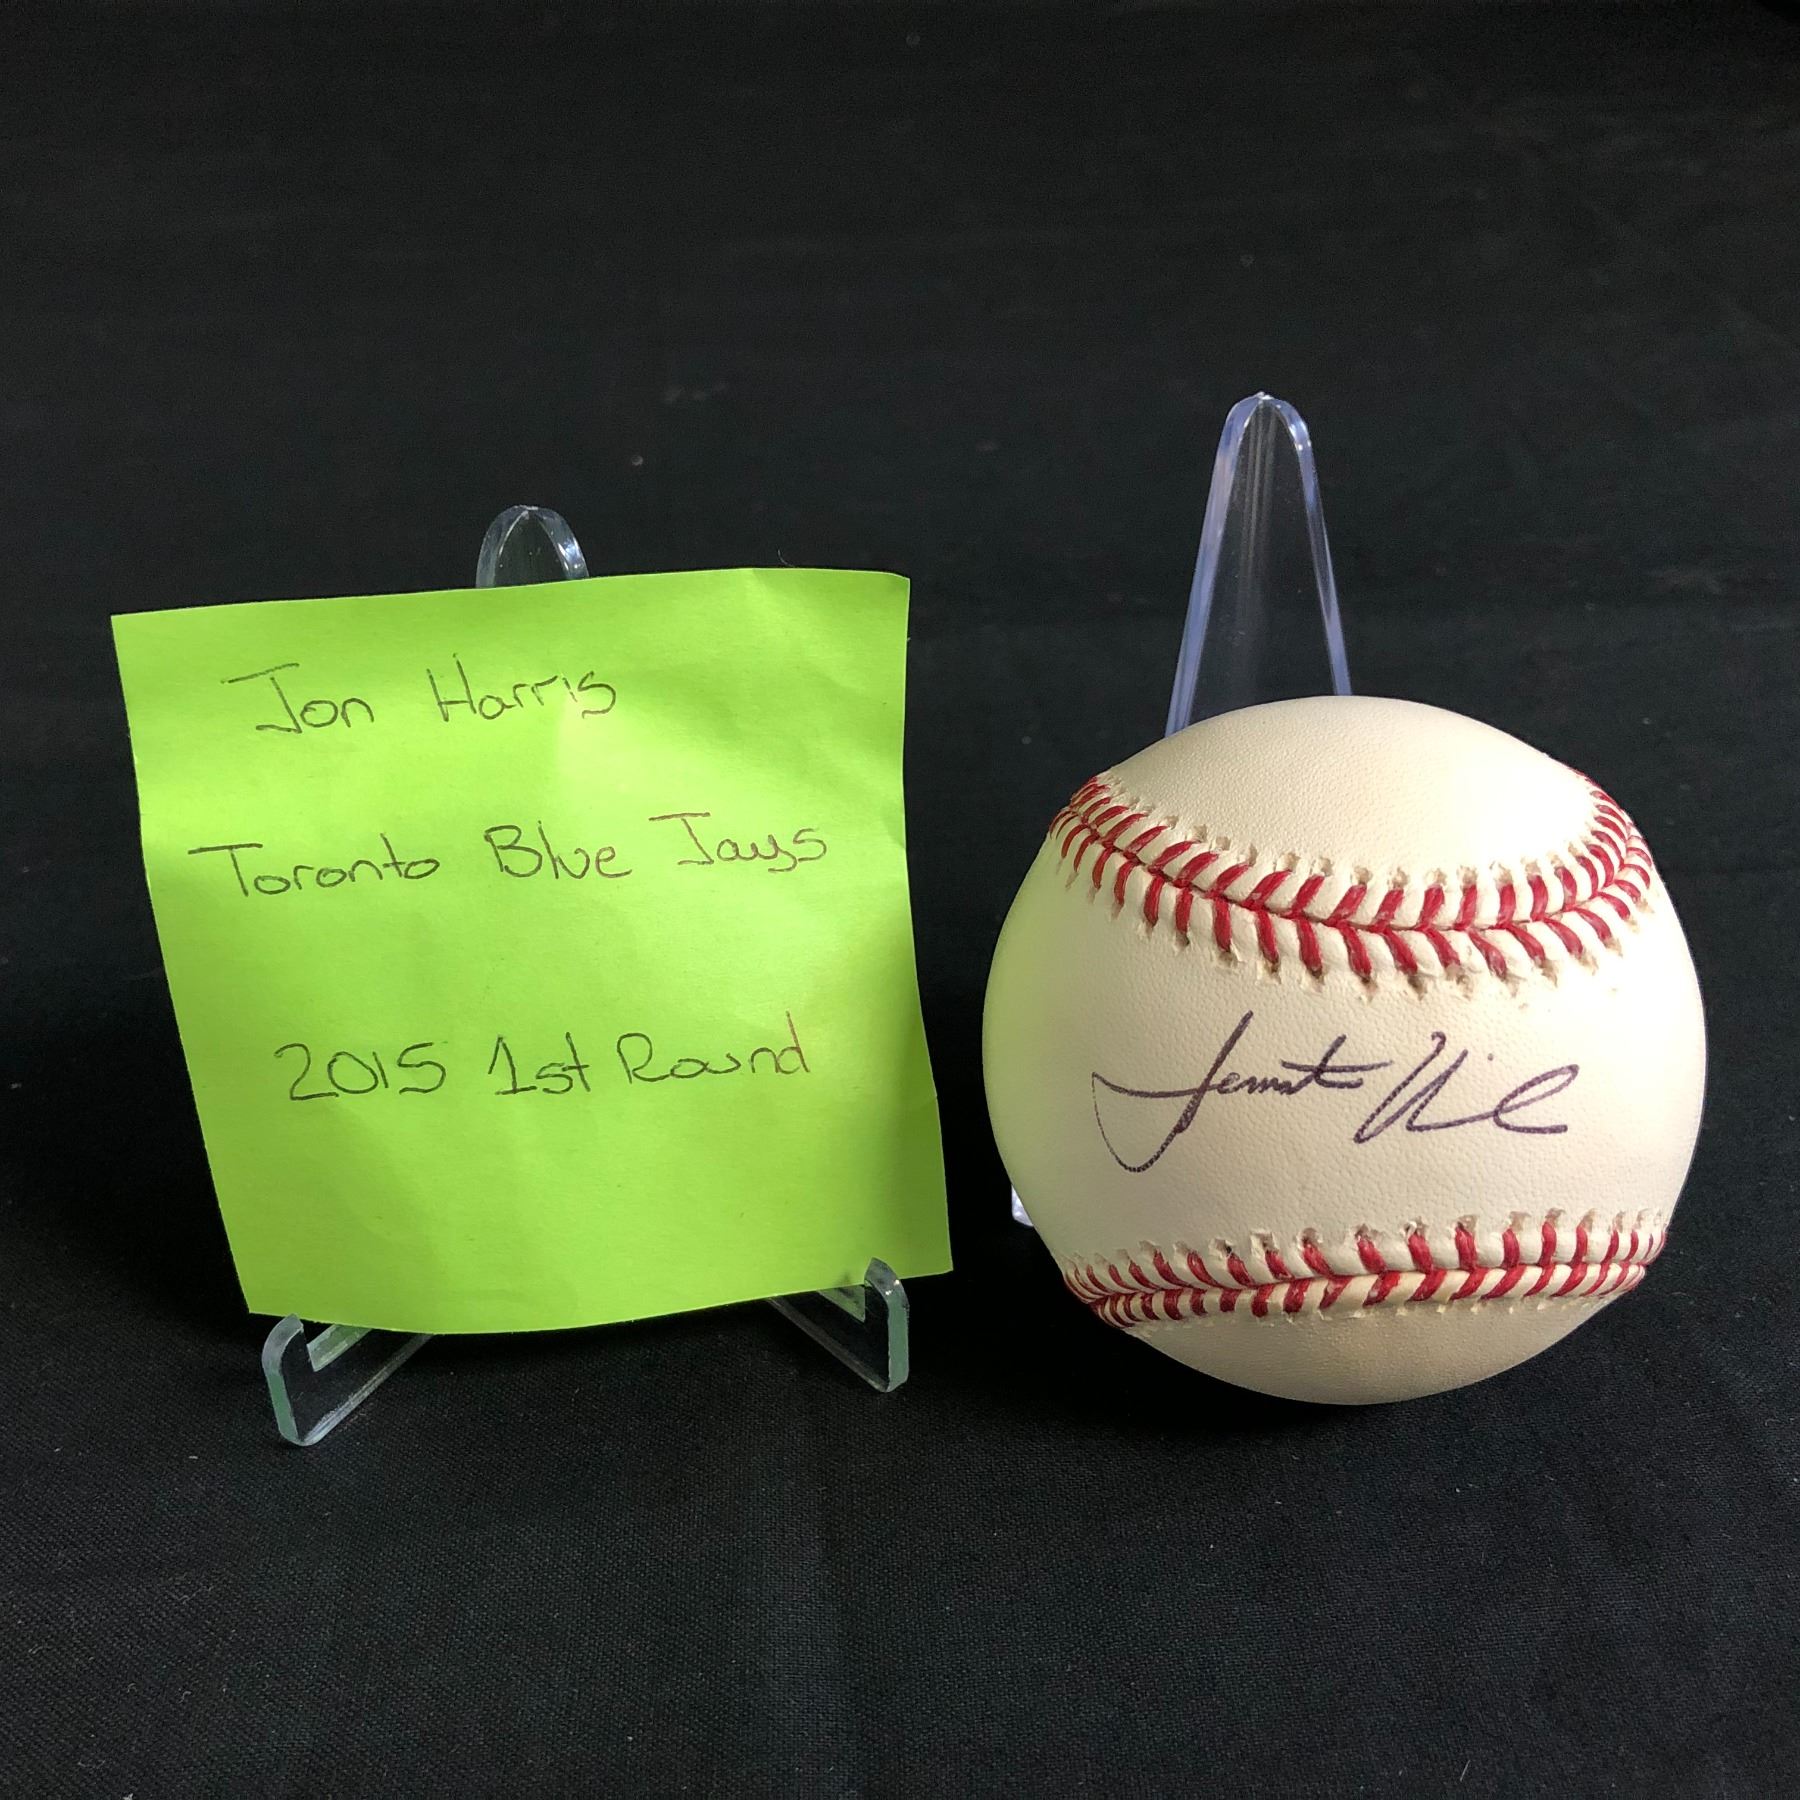 Jon Harris
Toronto Blue Jays
2015 1st Round